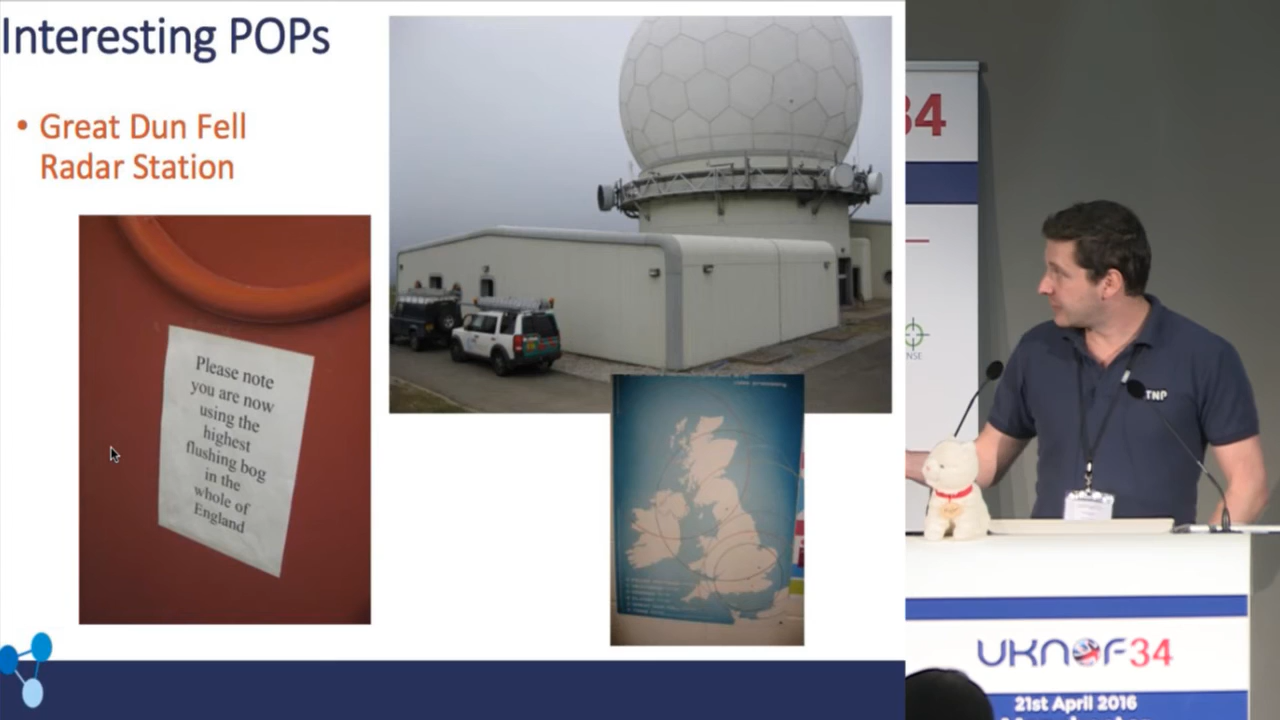 Interesting POPs
• Great Dun Fell
Radar Station
Please note
you are now
using the
highest
flushing bog
in the
whole of
England
34
NSE
TNP
UKNOF34
21st April 2016